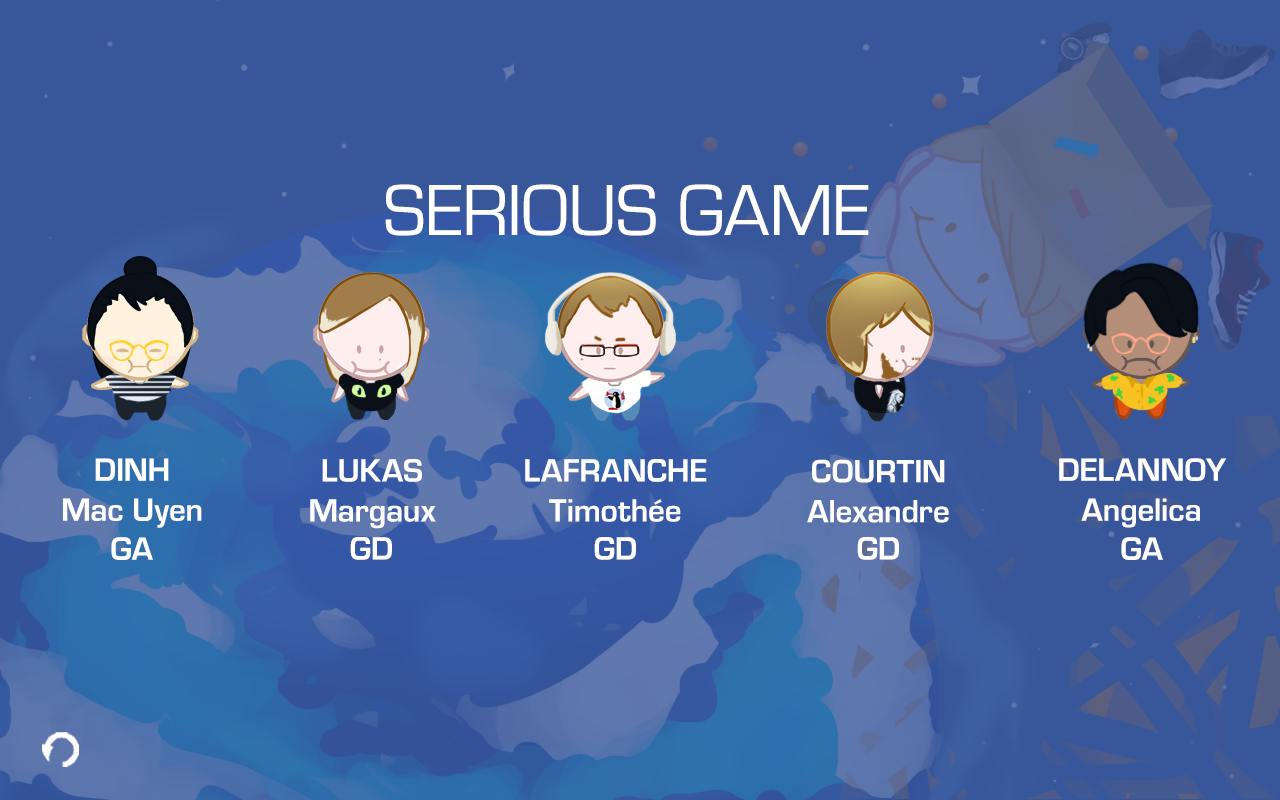 SERIOUS GAME
DINH
Mac Uyen
GA
LUKAS
Margaux
GD
LAFRANCHE
Timothée
GD
COURTIN
Alexandre
GD
DELANNOY
Angelica
GA